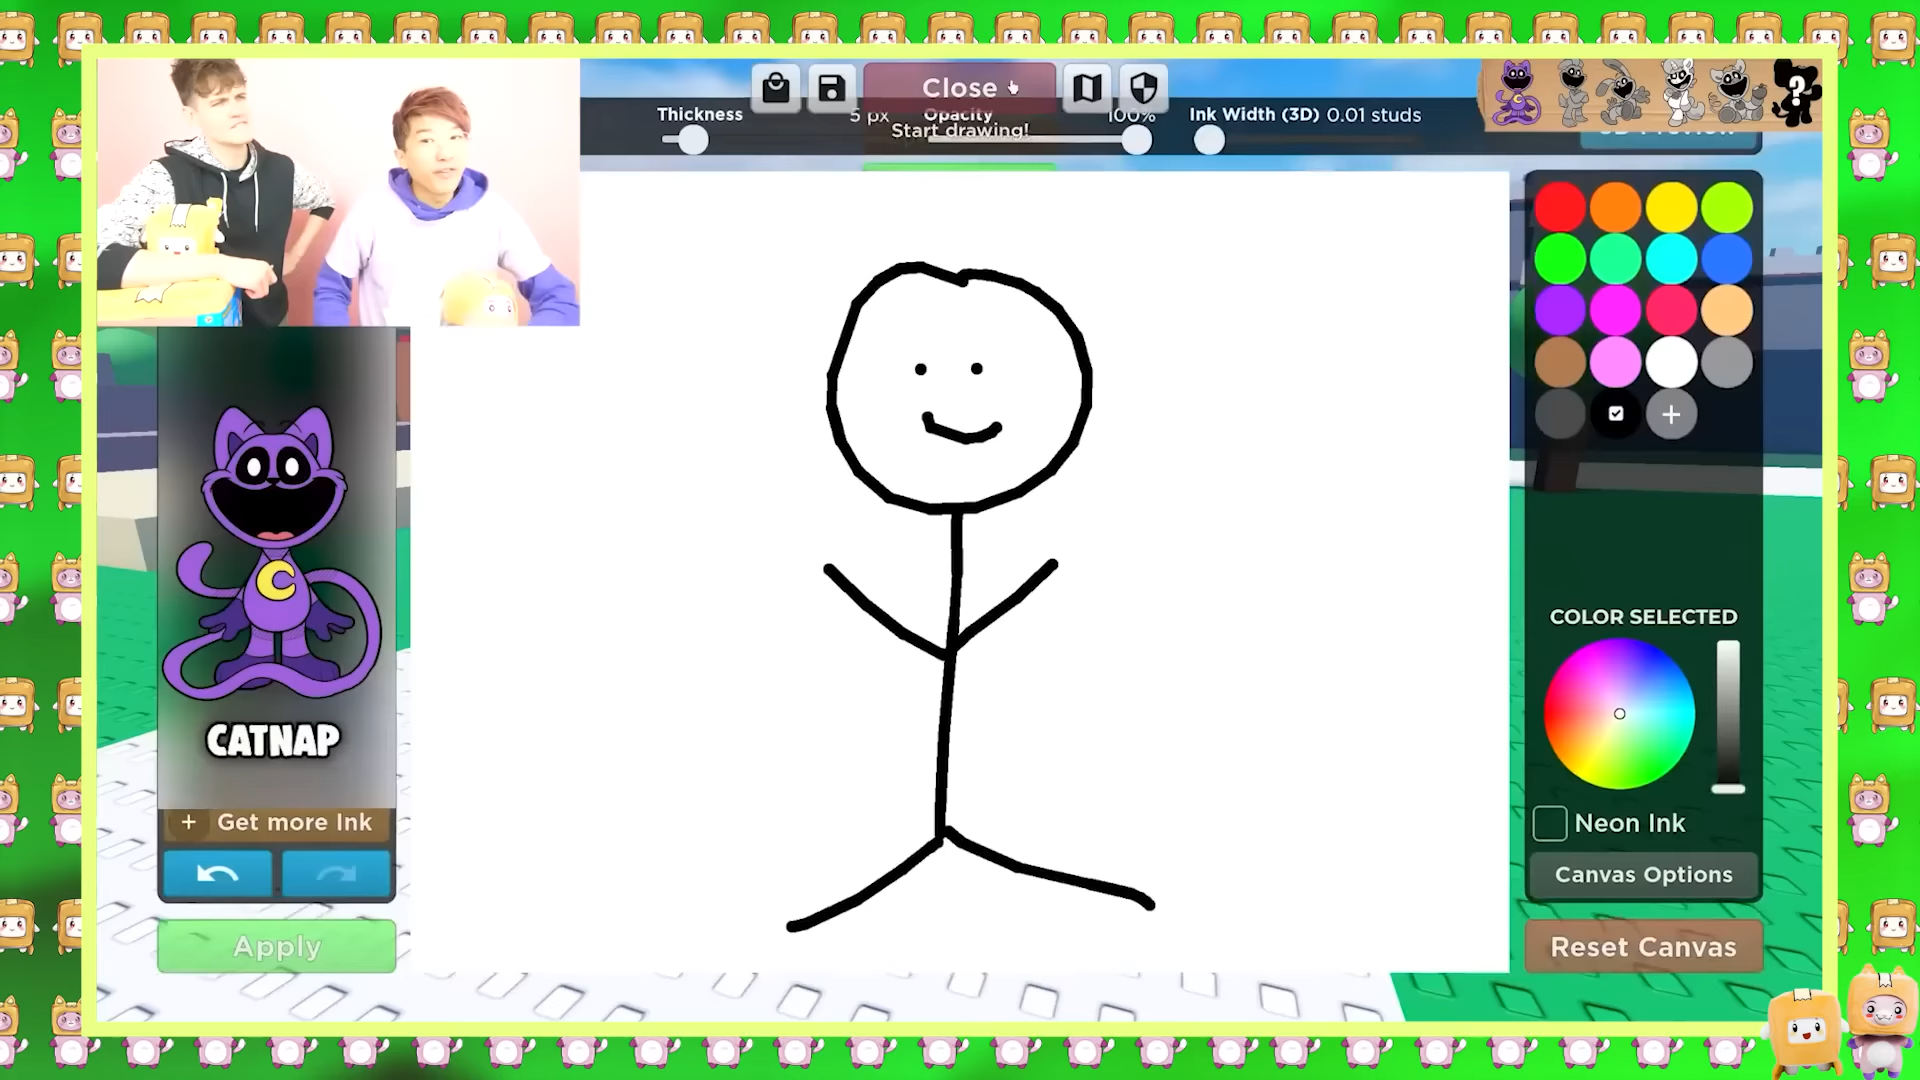 Close
Thickness
5 px
Opacity
100%
Ink Width (3D) 0.01 studs
Start drawing!
?
C
CATNAP
+ Get more Ink
Apply
COLOR SELECTED
Neon Ink
Canvas Options
Reset Canvas